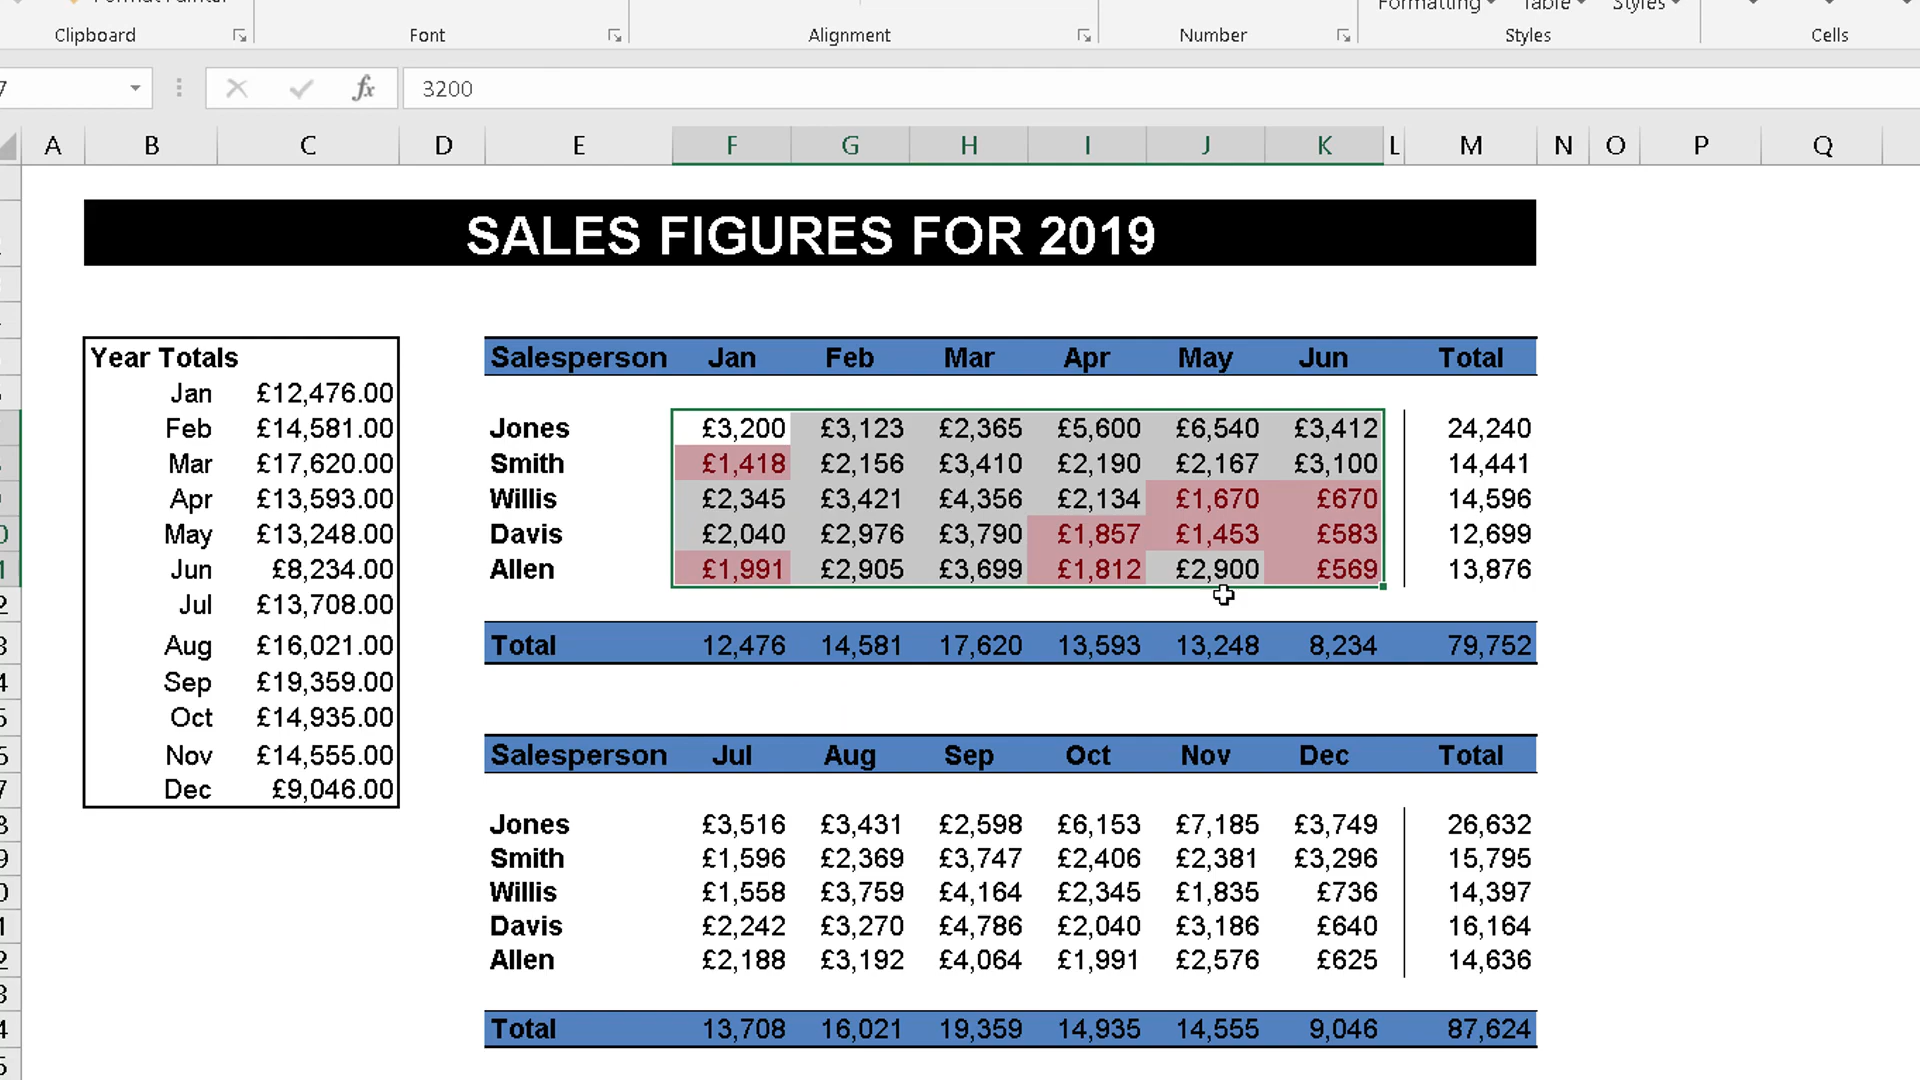 Clipboard Font Alignment Number Styles Cells
3200
A B C D E F G H I J K L M N O P Q
SALES FIGURES FOR 2019
Year Totals
Jan £12,476.00
Feb £14,581.00
Mar £17,620.00
Apr £13,593.00
May £13,248.00
Jun £8,234.00
Jul £13,708.00
Aug £16,021.00
Sep £19,359.00
Oct £14,935.00
Nov £14,555.00
Dec £9,046.00
Salesperson Jan Feb Mar Apr May Jun Total
Jones £3,200 £3,123 £2,365 £5,600 £6,540 £3,412 24,240
Smith £1,418 £2,156 £3,410 £2,190 £2,167 £3,100 14,441
Willis £2,345 £3,421 £4,356 £2,134 £1,670 £670 14,596
Davis £2,040 £2,976 £3,790 £1,857 £1,453 £583 12,699
Allen £1,991 £2,905 £3,699 £1,812 £2,900 £569 13,876
Total 12,476 14,581 17,620 13,593 13,248 8,234 79,752
Salesperson Jul Aug Sep Oct Nov Dec Total
Jones £3,516 £3,431 £2,598 £6,153 £7,185 £3,749 26,632
Smith £1,596 £2,369 £3,747 £2,406 £2,381 £3,296 15,795
Willis £1,558 £3,759 £4,164 £2,345 £1,835 £736 14,397
Davis £2,242 £3,270 £4,786 £2,040 £3,186 £640 16,164
Allen £2,188 £3,192 £4,064 £1,991 £2,576 £625 14,636
Total 13,708 16,021 19,359 14,935 14,555 9,046 87,624